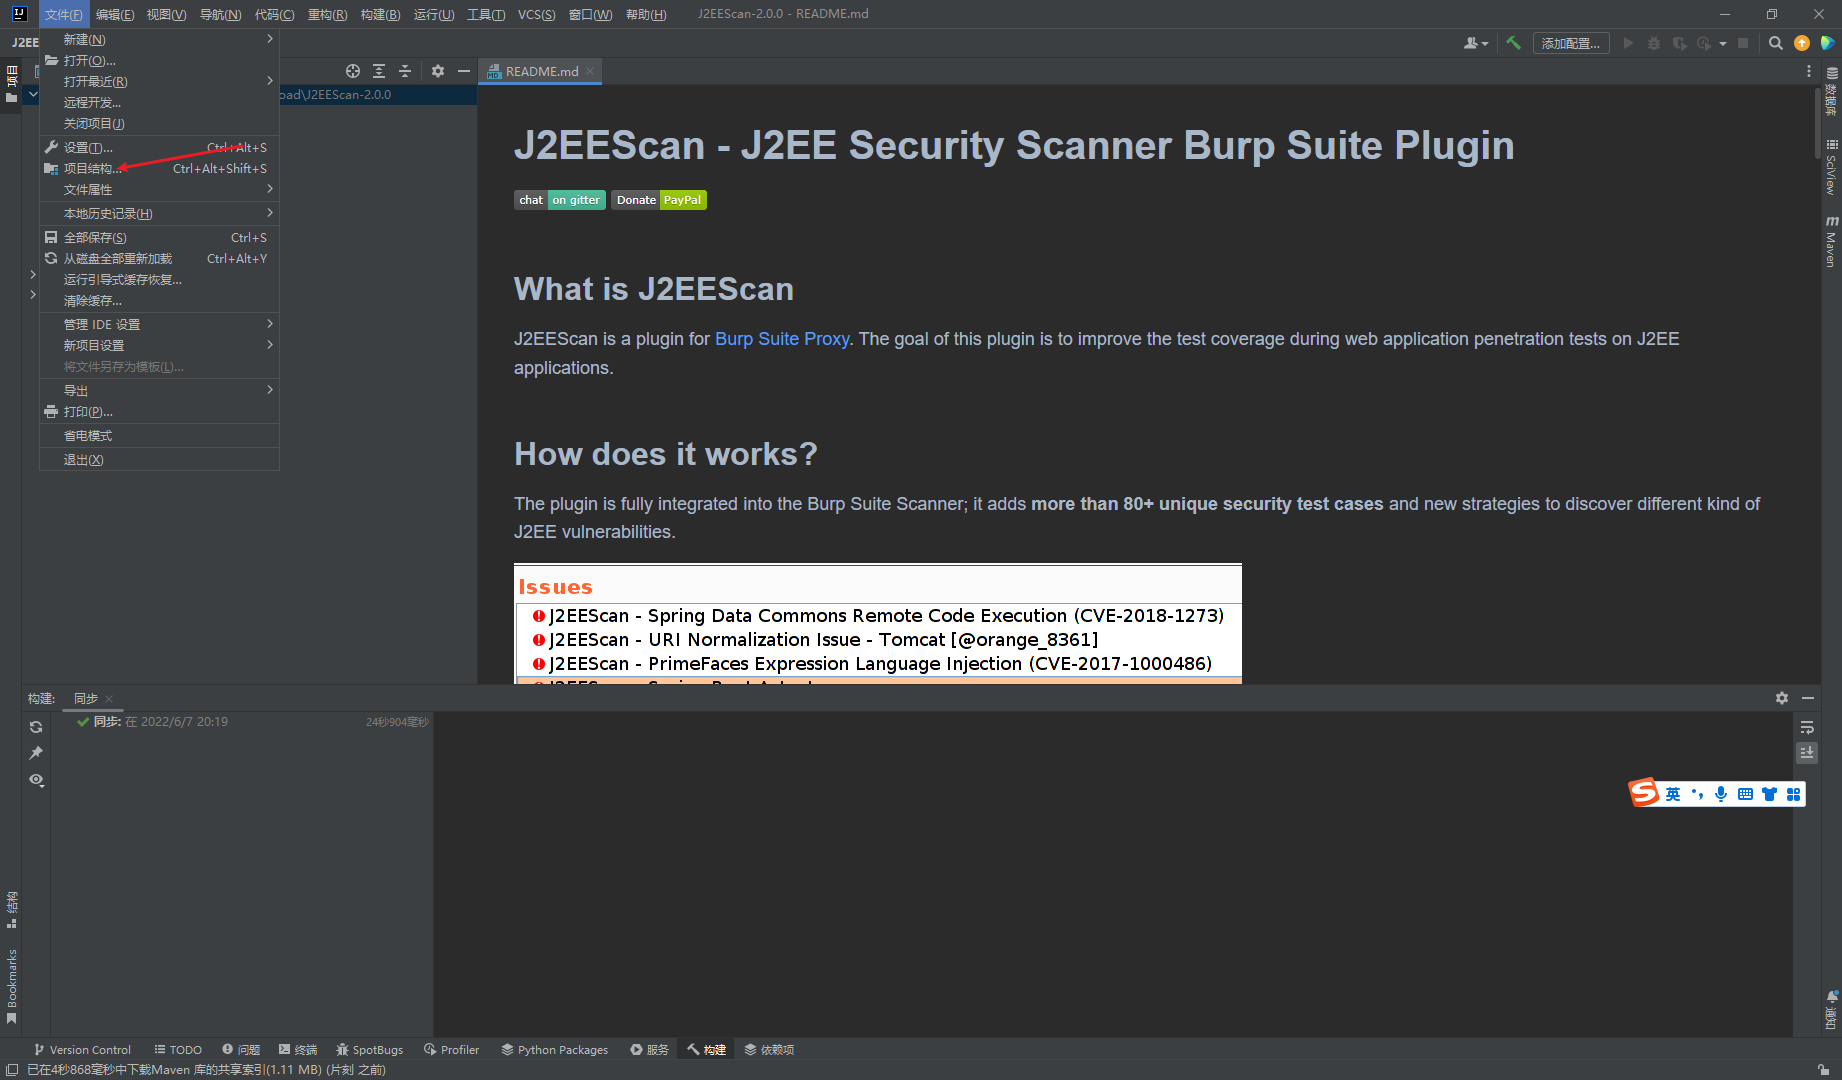 文件(F) 编辑(E) 视图(V) 导航(N) 代码(C) 重构(R) 构建(B) 运行(U) 工具(T) VCS(S) 窗口(W) 帮助(H) J2EEScan-2.0.0 - README.md
J2EE
添加配置...
新建(N)
打开(O)...
打开最近(R)
远程开发...
关闭项目(J)
设置(T)... Ctrl+Alt+S
项目结构... Ctrl+Alt+Shift+S
文件属性
本地历史记录(H)
全部保存(S) Ctrl+S
从磁盘全部重新加载 Ctrl+Alt+Y
运行引导式缓存恢复...
清除缓存...
管理 IDE 设置
新项目设置
将文件另存为模板(L)...
导出
打印(P)...
省电模式
退出(X)
项目
oad\J2EEScan-2.0.0
README.md
J2EEScan - J2EE Security Scanner Burp Suite Plugin
chat on gitter Donate PayPal
What is J2EEScan
J2EEScan is a plugin for Burp Suite Proxy. The goal of this plugin is to improve the test coverage during web application penetration tests on J2EE
applications.
How does it works?
The plugin is fully integrated into the Burp Suite Scanner; it adds more than 80+ unique security test cases and new strategies to discover different kind of
J2EE vulnerabilities.
Issues
J2EEScan - Spring Data Commons Remote Code Execution (CVE-2018-1273)
J2EEScan - URI Normalization Issue - Tomcat [@orange_8361]
J2EEScan - PrimeFaces Expression Language Injection (CVE-2017-1000486)
数据库
SciView
m Maven
通知
构建: 同步
同步: 在 2022/6/7 20:19 24秒904毫秒
英
结构
Bookmarks
Version Control TODO 问题 终端 SpotBugs Profiler Python Packages 服务 构建 依赖项
已在4秒868毫秒中下载Maven 库的共享索引(1.11 MB) (片刻 之前)